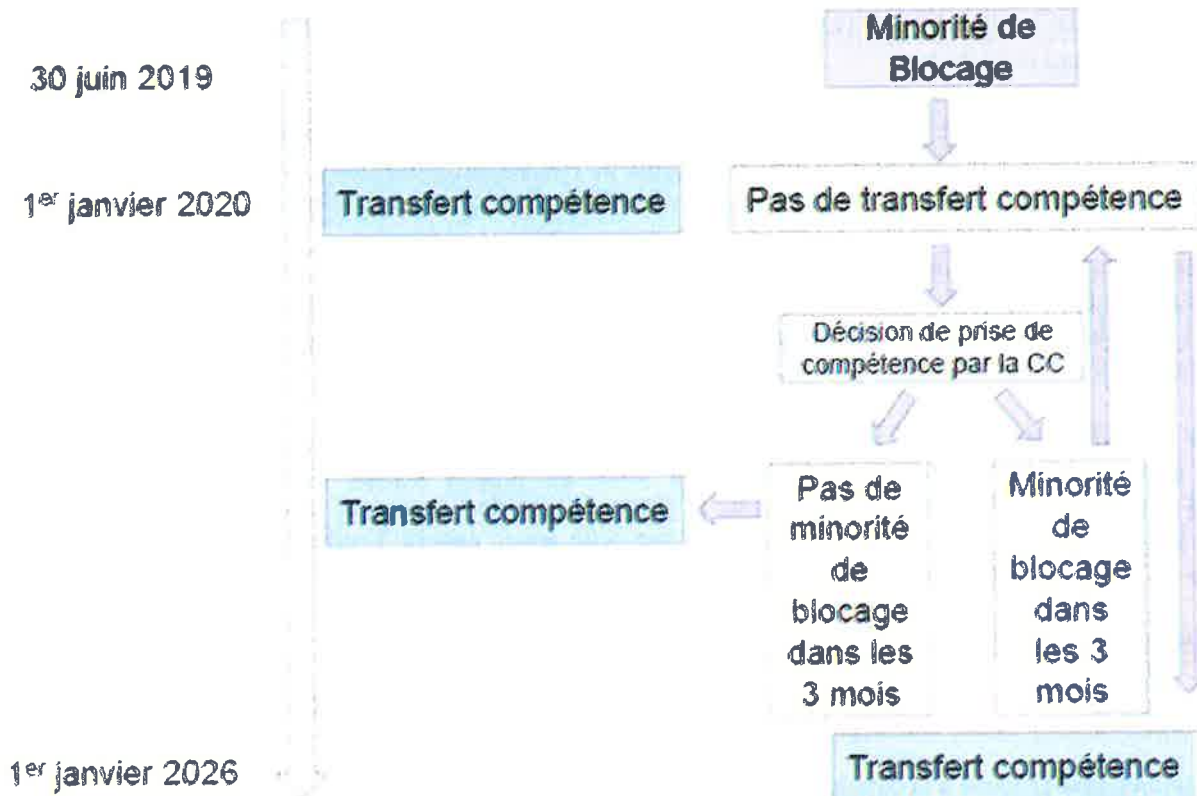 Minorité de
Blocage
30 juin 2019
1er janvier 2020
Transfert compétence
Pas de transfert compétence
Décision de prise de
compétence par la CC
Transfert compétence
Pas de
minorité
de
blocage
dans les
3 mois
Minorité
de
blocage
dans
les 3
mois
1er janvier 2026
Transfert compétence